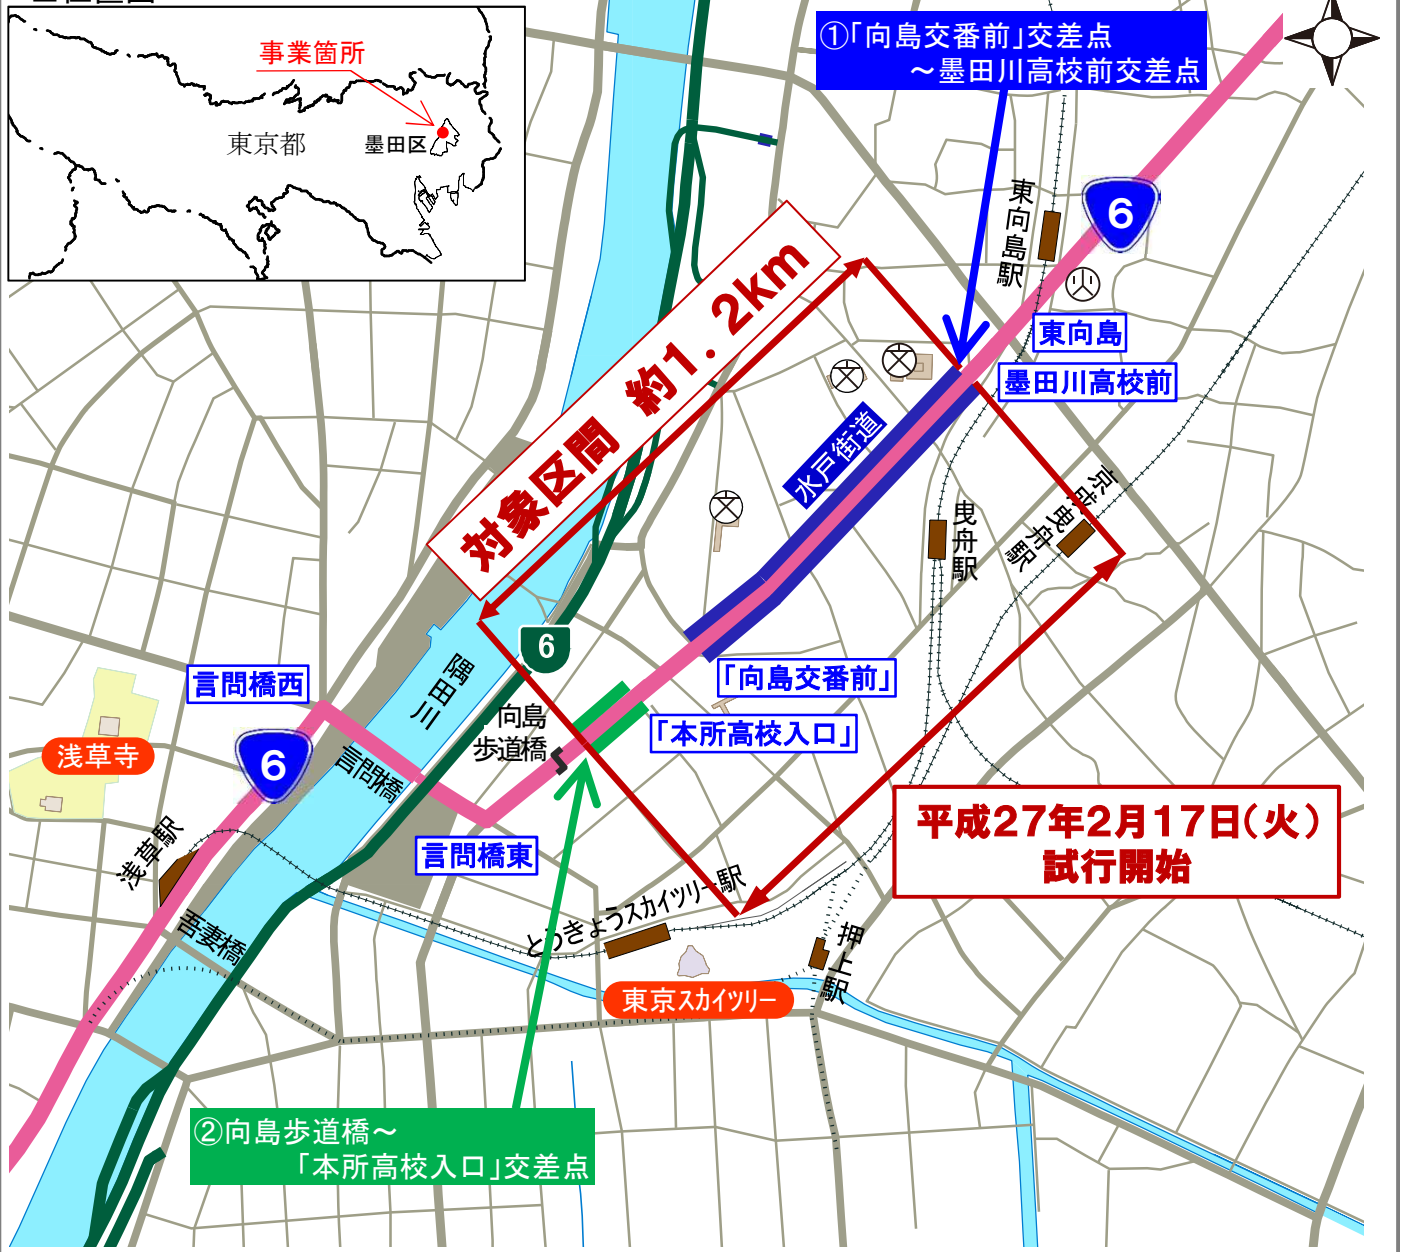 事業箇所
東京都
墨田区
①「向島交番前」交差点
～墨田川高校前交差点
6
東向島駅
東向島
墨田川高校前
対象区間 約1．2km
水戸街道
京成曳舟駅
曳舟駅
6
隅田川
「向島交番前」
「本所高校入口」
向島
歩道橋
言問橋西
浅草寺
6
言問橋
言問橋東
浅草駅
吾妻橋
平成27年2月17日（火）
試行開始
とうきょうスカイツリー駅
押上駅
東京スカイツリー
②向島歩道橋～
「本所高校入口」交差点